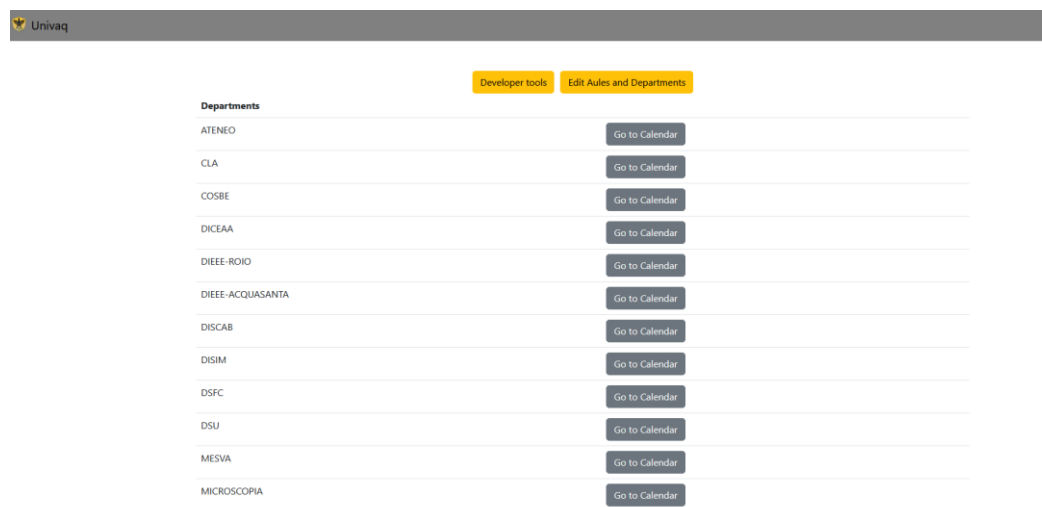 Univaq
Developer tools Edit Aules and Departments
Departments
ATENEO Go to Calendar
CLA Go to Calendar
COSBE Go to Calendar
DICEAA Go to Calendar
DIEEE-ROIO Go to Calendar
DIEEE-ACQUASANTA Go to Calendar
DISCAB Go to Calendar
DISIM Go to Calendar
DSFC Go to Calendar
DSU Go to Calendar
MESVA Go to Calendar
MICROSCOPIA Go to Calendar